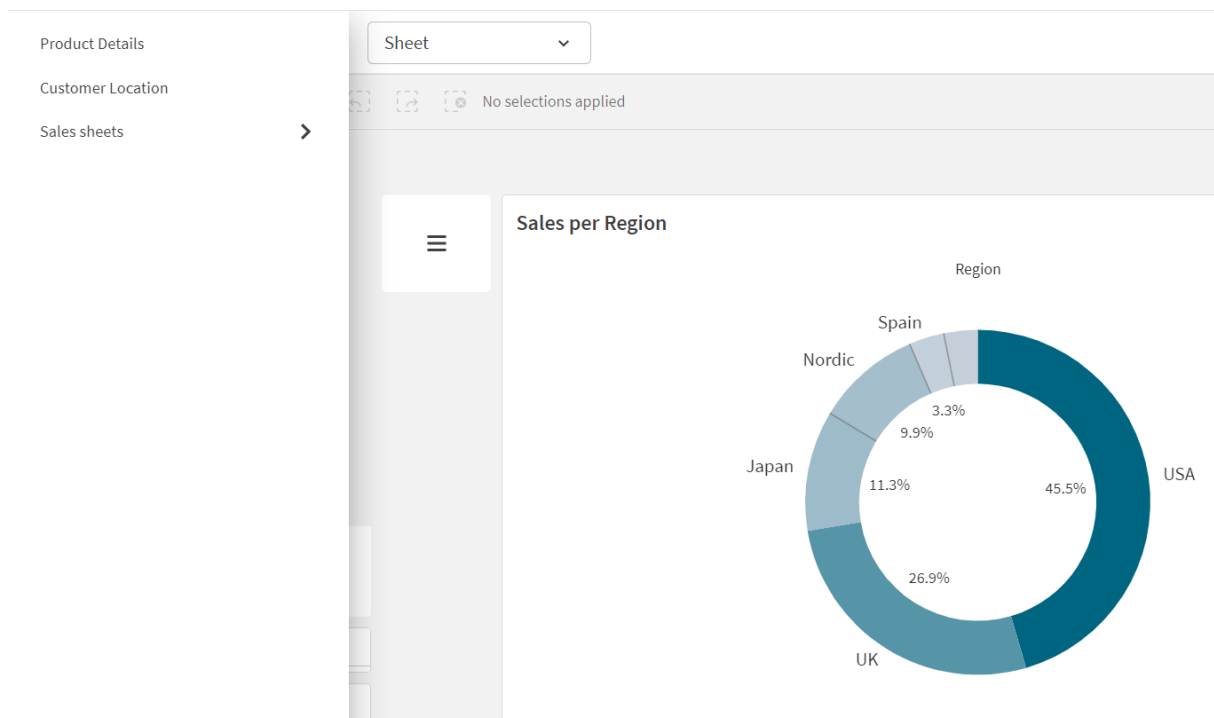 Product Details
Customer Location
Sales sheets
Sheet
No selections applied
Sales per Region
Region
Spain
Nordic
3.3%
9.9%
Japan
11.3%
45.5%
USA
26.9%
UK